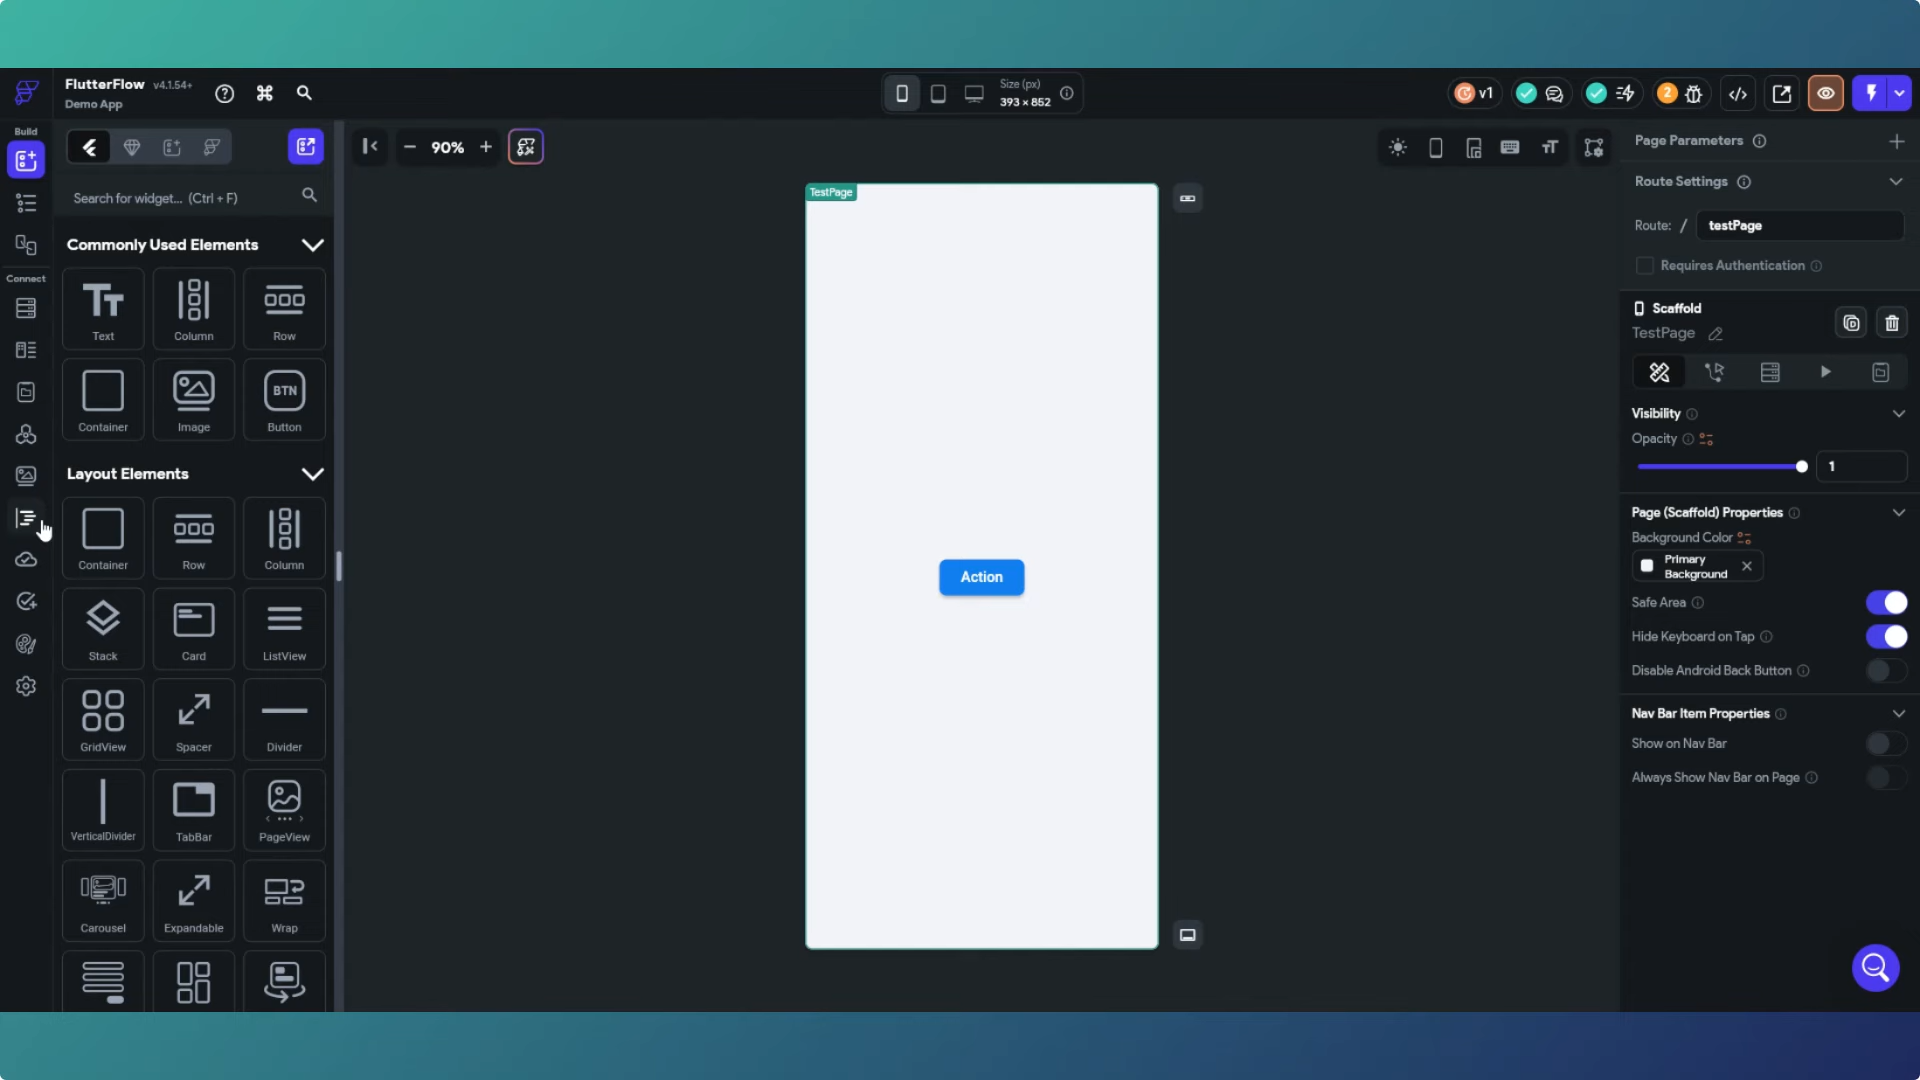 FlutterFlow v4.1.54+
Demo App
Size (px)
393 × 852
v1
2
Build
Connect
90%
Search for widget... (Ctrl + F)
Commonly Used Elements
Text
Column
Row
Container
Image
BTN
Button
Layout Elements
Container
Row
Column
Stack
Card
ListView
GridView
Spacer
Divider
VerticalDivider
TabBar
PageView
Carousel
Expandable
Wrap
TestPage
Action
Page Parameters
Route Settings
Route: / testPage
Requires Authentication
Scaffold
TestPage
Visibility
Opacity
1
Page (Scaffold) Properties
Background Color
Primary
Background
Safe Area
Hide Keyboard on Tap
Disable Android Back Button
Nav Bar Item Properties
Show on Nav Bar
Always Show Nav Bar on Page